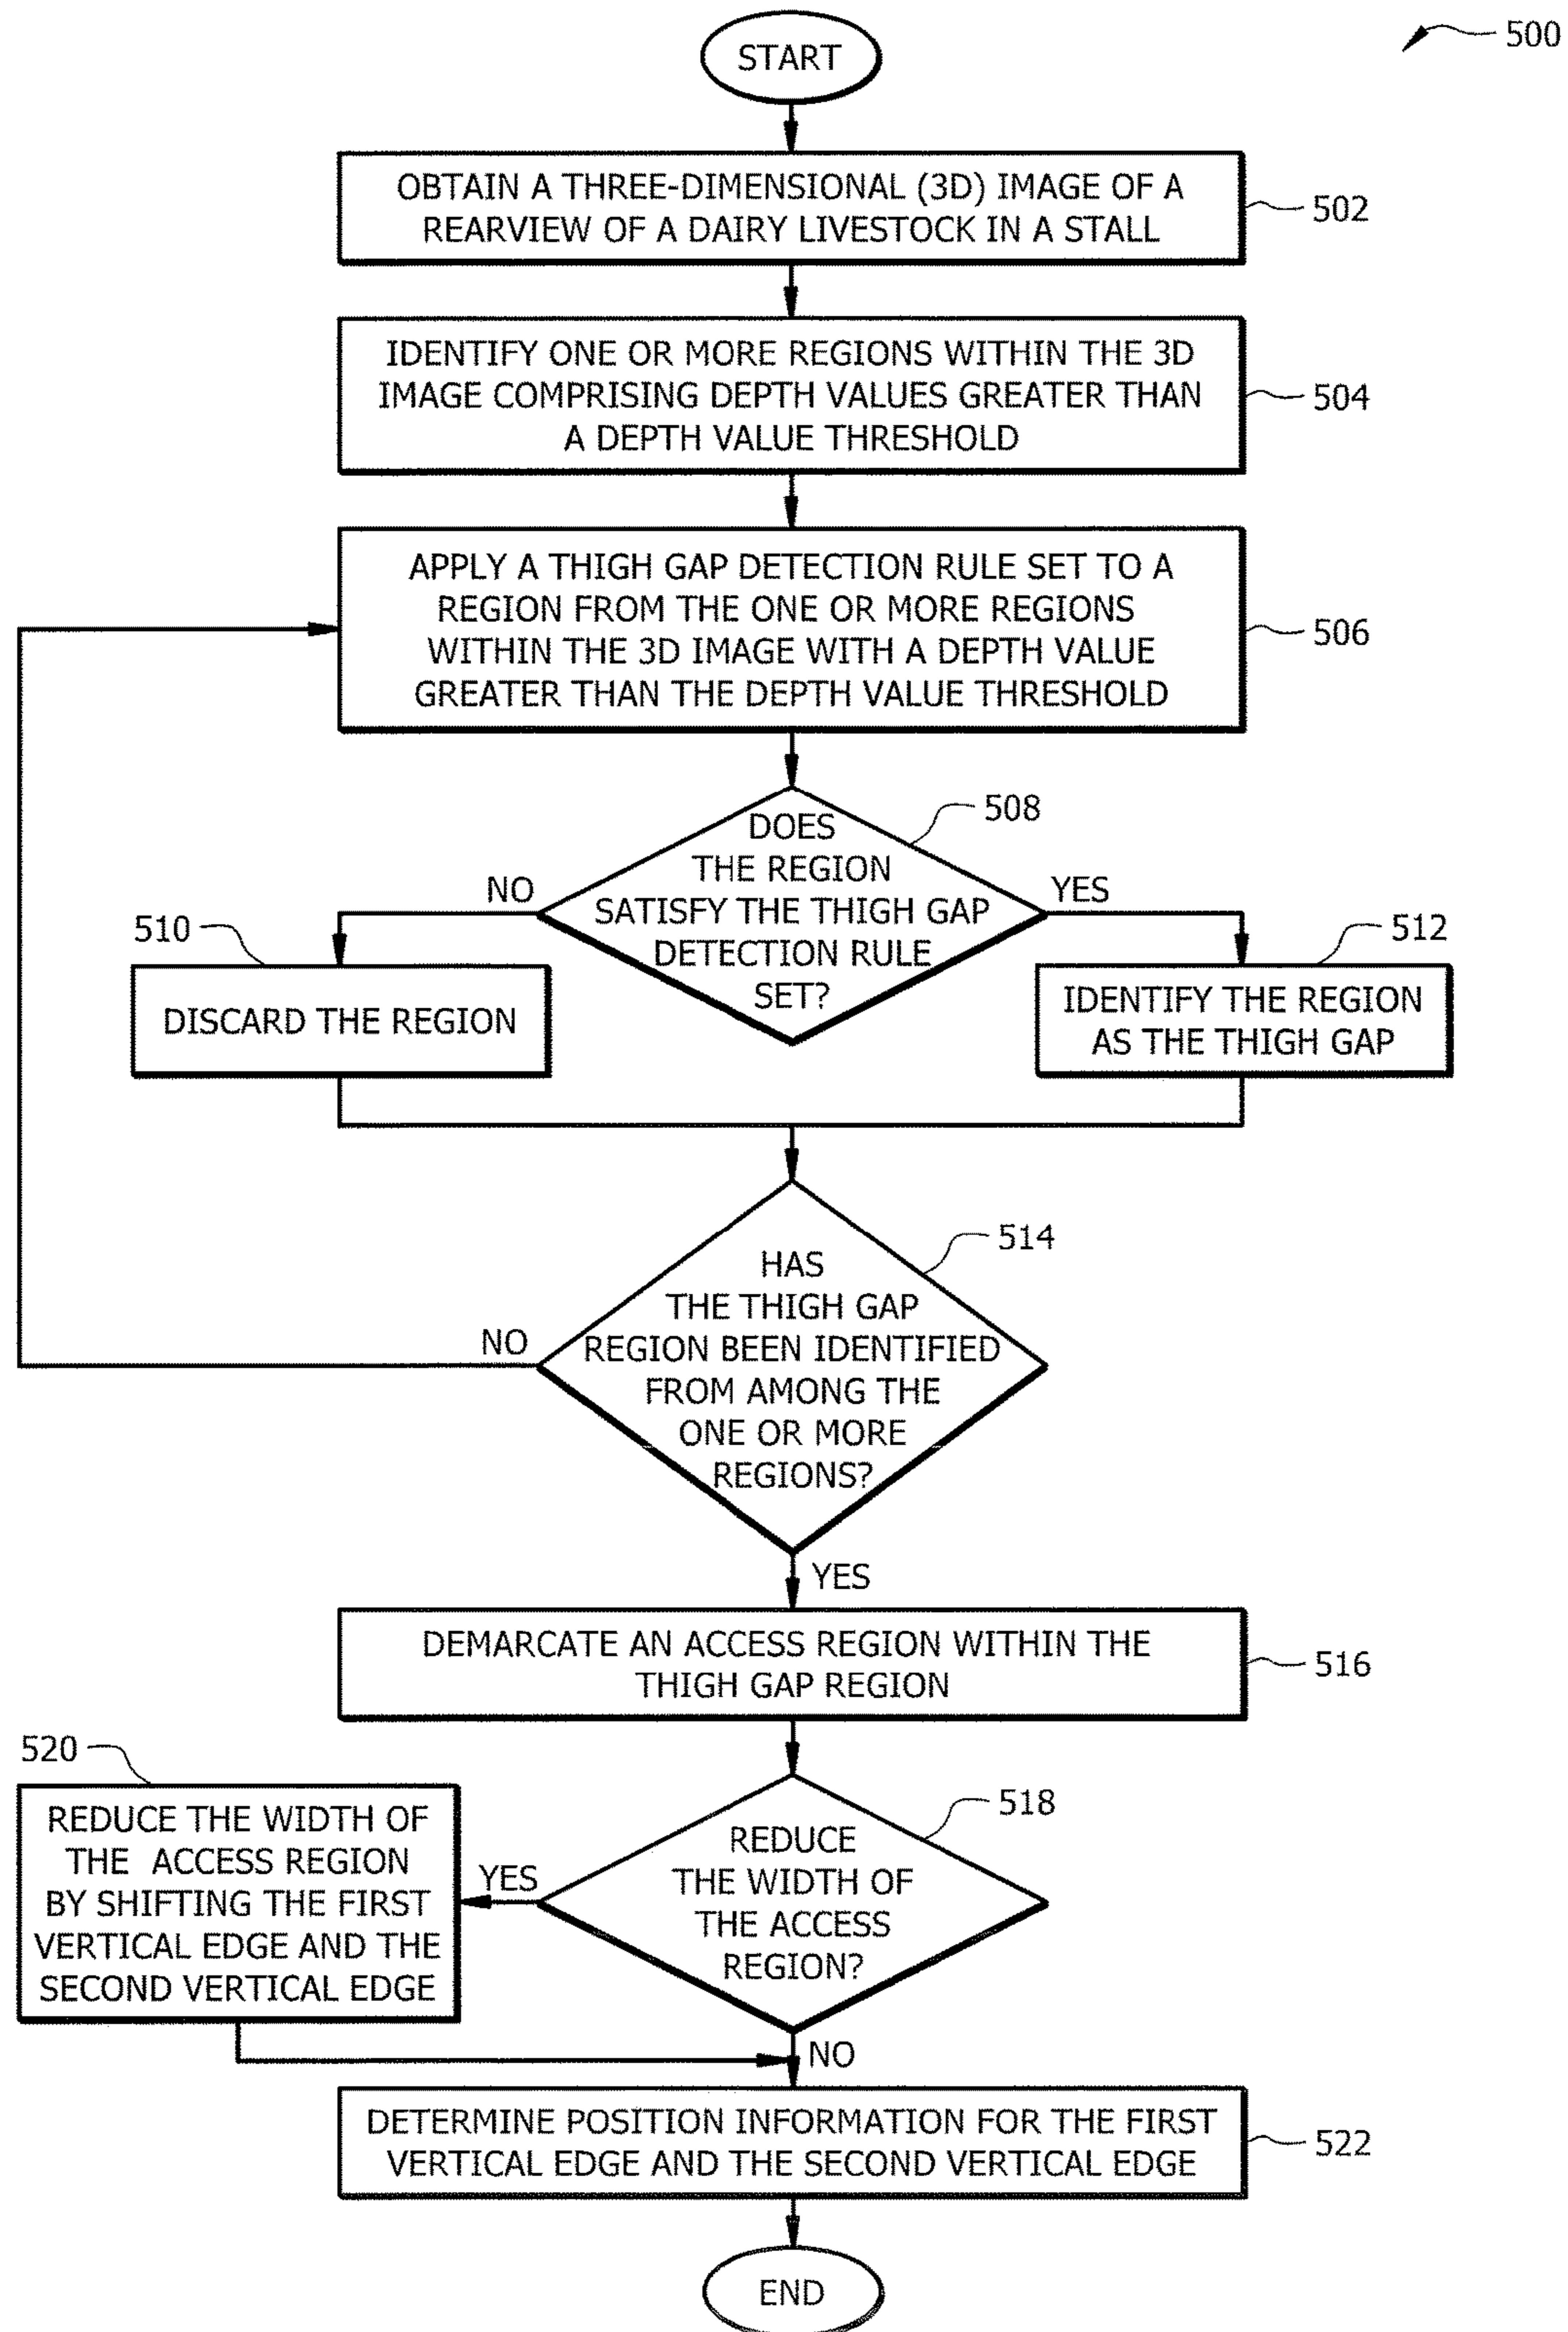 500
START
OBTAIN A THREE-DIMENSIONAL (3D) IMAGE OF A
REARVIEW OF A DAIRY LIVESTOCK IN A STALL
502
IDENTIFY ONE OR MORE REGIONS WITHIN THE 3D
IMAGE COMPRISING DEPTH VALUES GREATER THAN
A DEPTH VALUE THRESHOLD
504
APPLY A THIGH GAP DETECTION RULE SET TO A
REGION FROM THE ONE OR MORE REGIONS
WITHIN THE 3D IMAGE WITH A DEPTH VALUE
GREATER THAN THE DEPTH VALUE THRESHOLD
506
508
DOES
THE REGION
SATISFY THE THIGH GAP
DETECTION RULE
SET?
NO
YES
510
DISCARD THE REGION
512
IDENTIFY THE REGION
AS THE THIGH GAP
514
HAS
THE THIGH GAP
REGION BEEN IDENTIFIED
FROM AMONG THE
ONE OR MORE
REGIONS?
NO
YES
DEMARCATE AN ACCESS REGION WITHIN THE
THIGH GAP REGION
516
518
REDUCE
THE WIDTH OF
THE ACCESS
REGION?
YES
520
REDUCE THE WIDTH OF
THE ACCESS REGION
BY SHIFTING THE FIRST
VERTICAL EDGE AND THE
SECOND VERTICAL EDGE
NO
DETERMINE POSITION INFORMATION FOR THE FIRST
VERTICAL EDGE AND THE SECOND VERTICAL EDGE
522
END